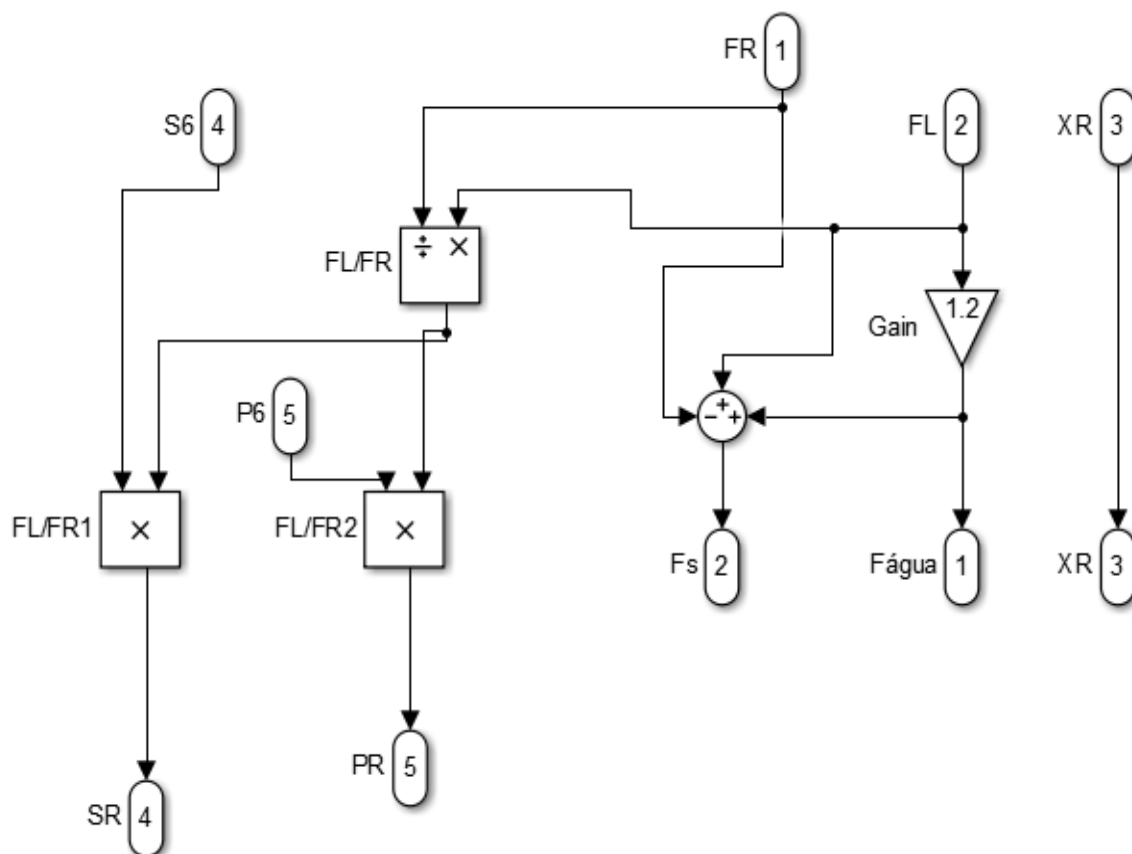 FR 1
S6 4
FL 2
XR 3
÷ ×
FL/FR
1.2
Gain
P6 5
− + +
FL/FR1 ×
FL/FR2 ×
Fs 2
Fágua 1
XR 3
PR 5
SR 4